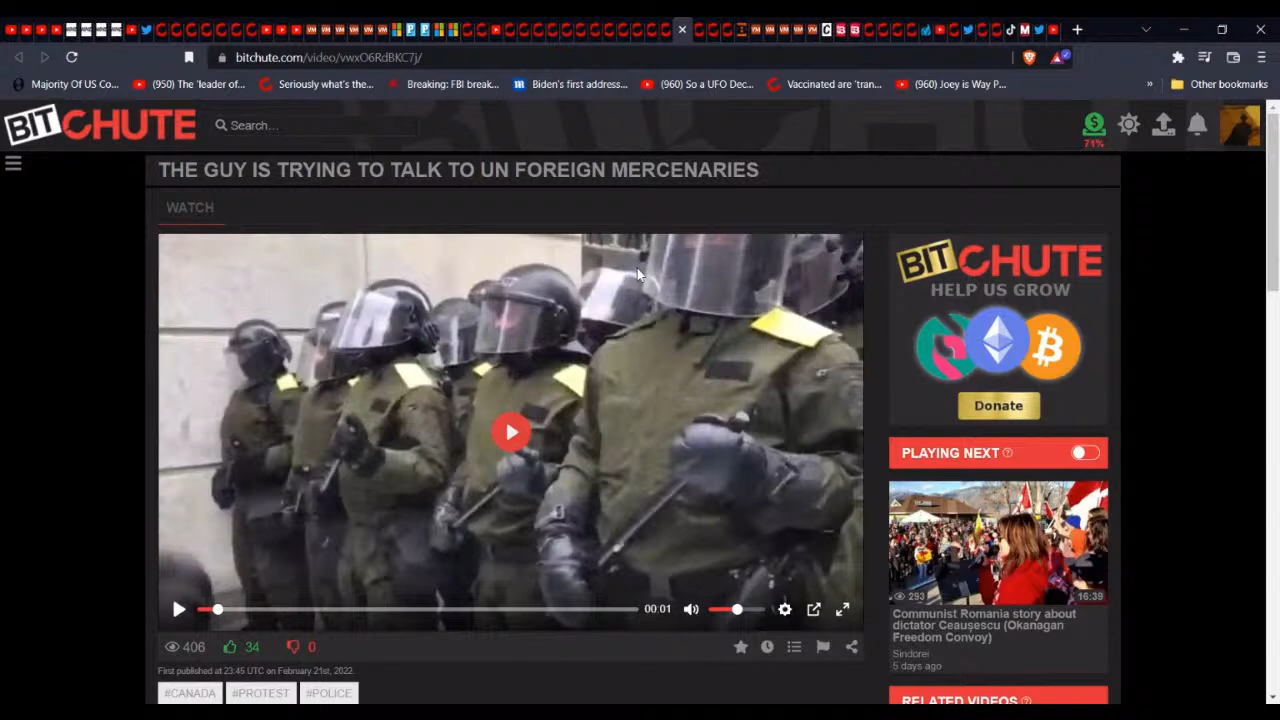 bitchute.com/video/vwxO6RdBKC7j/
Majority Of US Co...
(950) The 'leader of...
Seriously what's the...
Breaking: FBI break...
Biden's first address...
(960) So a UFO Dec...
Vaccinated are 'tran...
(960) Joey is Way P...
»
Other bookmarks
BITCHUTE
Search...
71%
THE GUY IS TRYING TO TALK TO UN FOREIGN MERCENARIES
WATCH
00:01
406
34
0
First published at 23:45 UTC on February 21st, 2022.
#CANADA
#PROTEST
#POLICE
BITCHUTE
HELP US GROW
Donate
PLAYING NEXT
293
16:39
Communist Romania story about
dictator Ceaușescu (Okanagan
Freedom Convoy)
Sindorei
5 days ago
RELATED VIDEOS